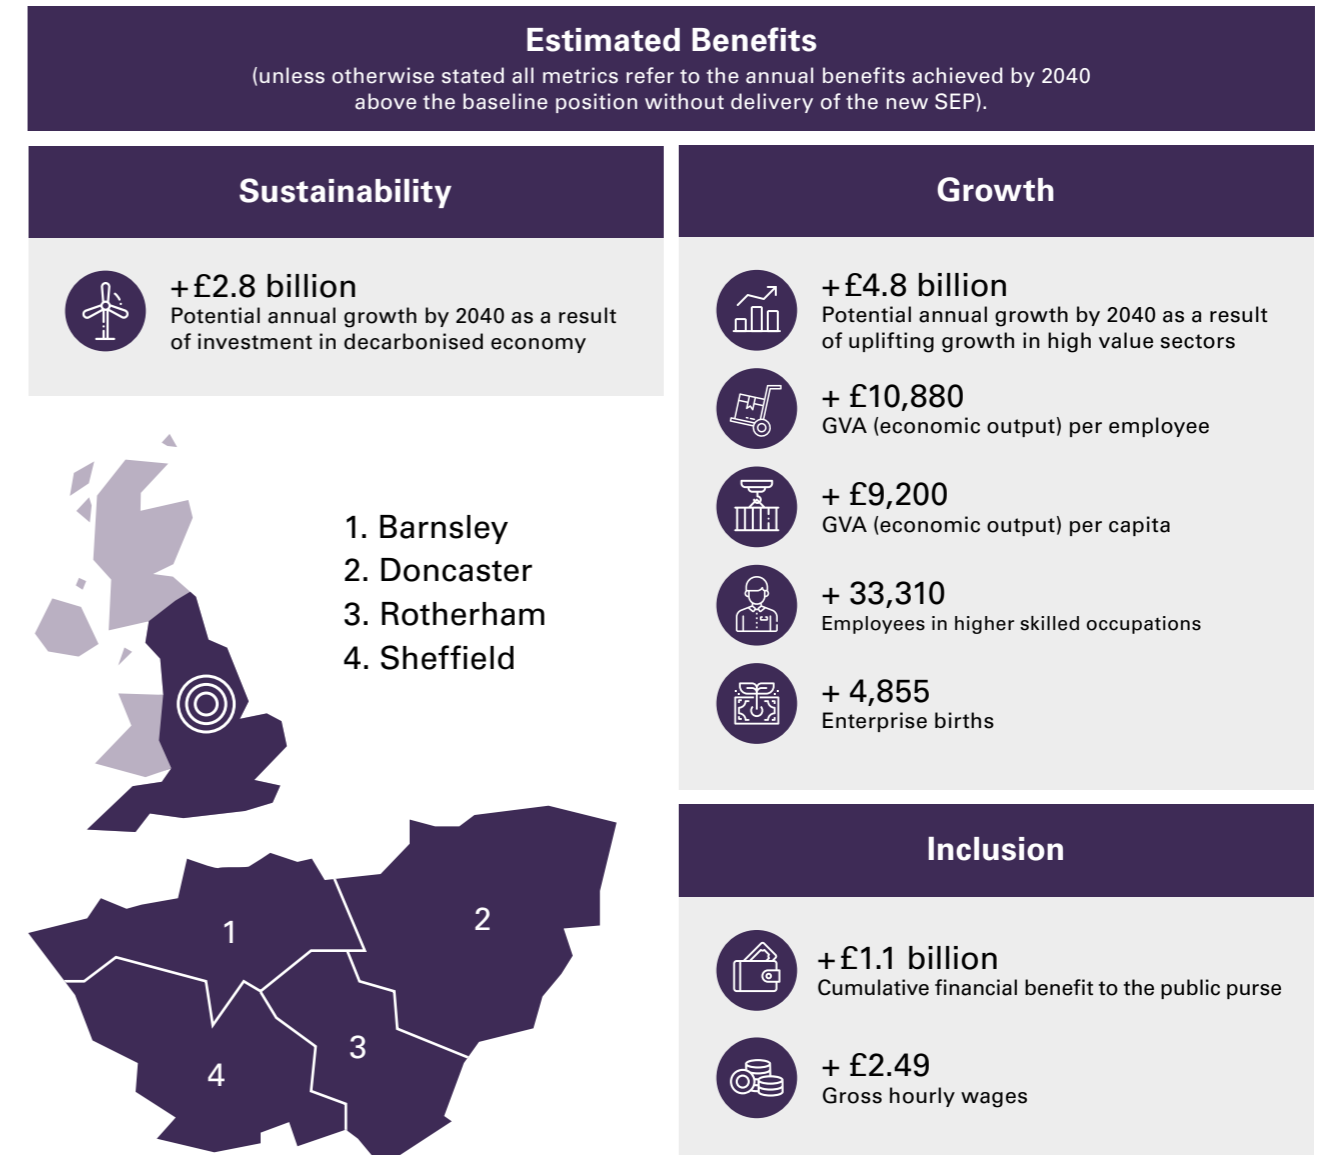 Estimated Benefits
(unless otherwise stated all metrics refer to the annual benefits achieved by 2040
above the baseline position without delivery of the new SEP).
Sustainability
+£2.8 billion
Potential annual growth by 2040 as a result
of investment in decarbonised economy
1. Barnsley
2. Doncaster
3. Rotherham
4. Sheffield
1
2
3
4
Growth
+£4.8 billion
Potential annual growth by 2040 as a result
of uplifting growth in high value sectors
+ £10,880
GVA (economic output) per employee
+ £9,200
GVA (economic output) per capita
+ 33,310
Employees in higher skilled occupations
+ 4,855
Enterprise births
Inclusion
+£1.1 billion
Cumulative financial benefit to the public purse
+ £2.49
Gross hourly wages